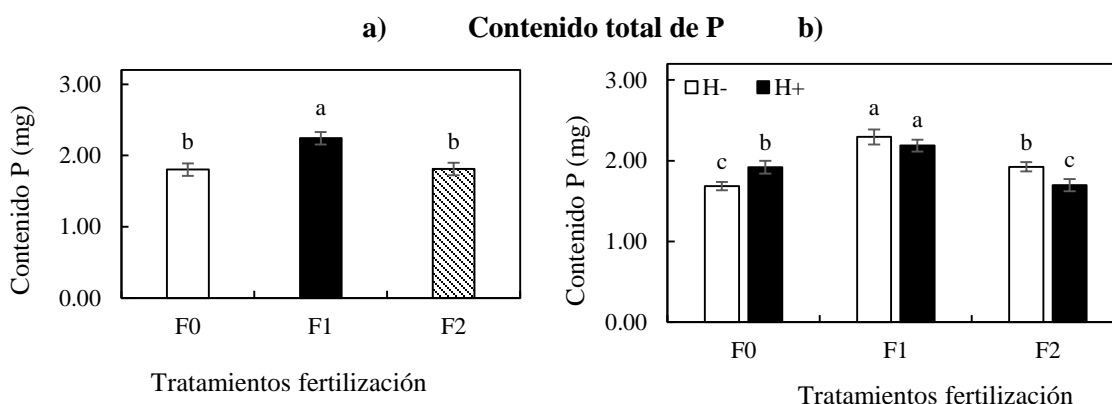 a) Contenido total de P b)
3.00
2.00
1.00
0.00
Contenido P (mg)
b
a
b
F0 F1 F2
Tratamientos fertilización
3.00
2.00
1.00
0.00
Contenido P (mg)
H- H+
c
b
a
a
b
c
F0 F1 F2
Tratamientos fertilización